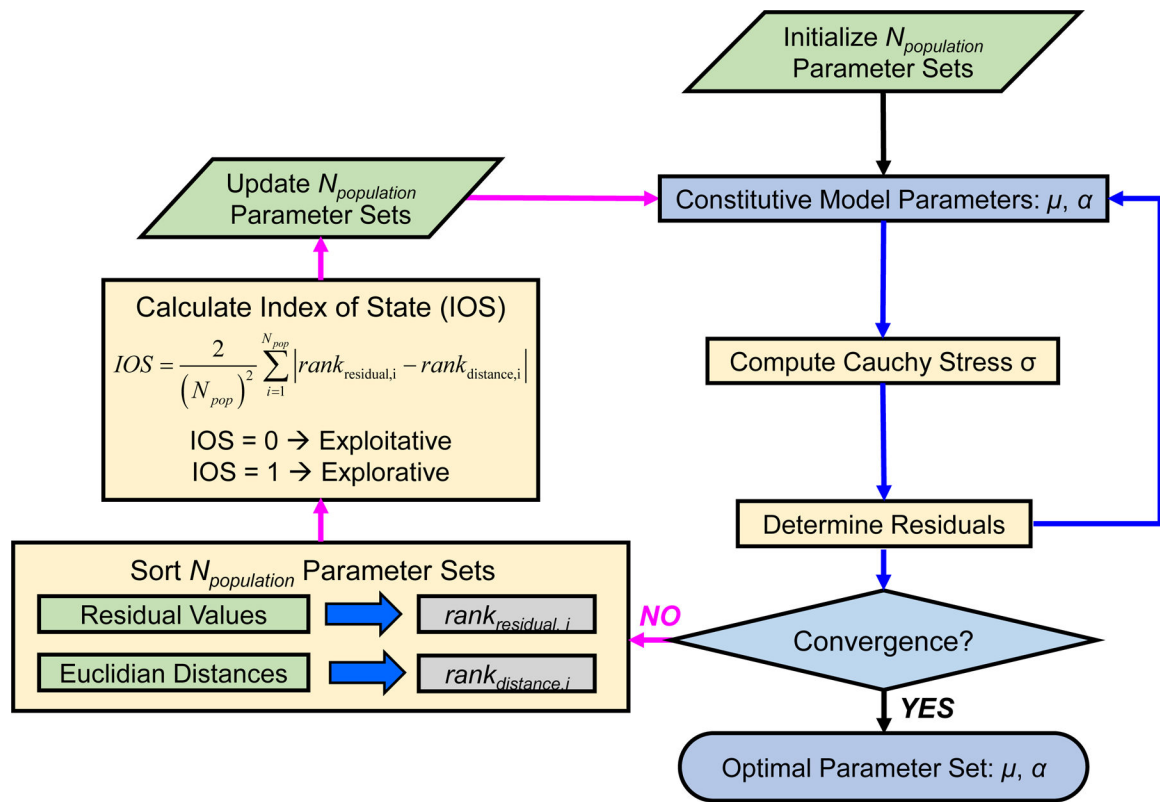 Initialize N_population
Parameter Sets
Update N_population
Parameter Sets
Constitutive Model Parameters: μ, α
Calculate Index of State (IOS)
IOS = 2/(N_pop)^2 ∑_{i=1}^{N_pop} |rank_residual,i − rank_distance,i|
IOS = 0 → Exploitative
IOS = 1 → Explorative
Compute Cauchy Stress σ
Determine Residuals
Sort N_population Parameter Sets
Residual Values
rank_residual, i
Euclidian Distances
rank_distance,i
NO
Convergence?
YES
Optimal Parameter Set: μ, α